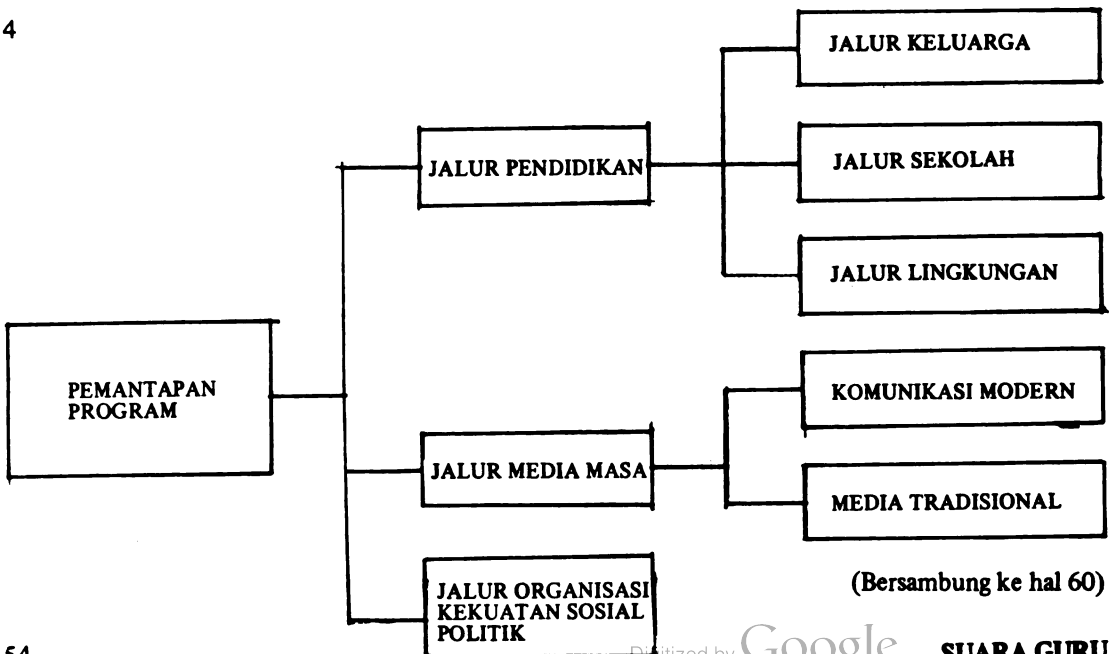 4
JALUR KELUARGA
JALUR PENDIDIKAN
JALUR SEKOLAH
JALUR LINGKUNGAN
PEMANTAPAN
PROGRAM
KOMUNIKASI MODERN
JALUR MEDIA MASA
MEDIA TRADISIONAL
(Bersambung ke hal 60)
JALUR ORGANISASI
KEKUATAN SOSIAL
POLITIK
54
Digitized by Google
SUARA GURU